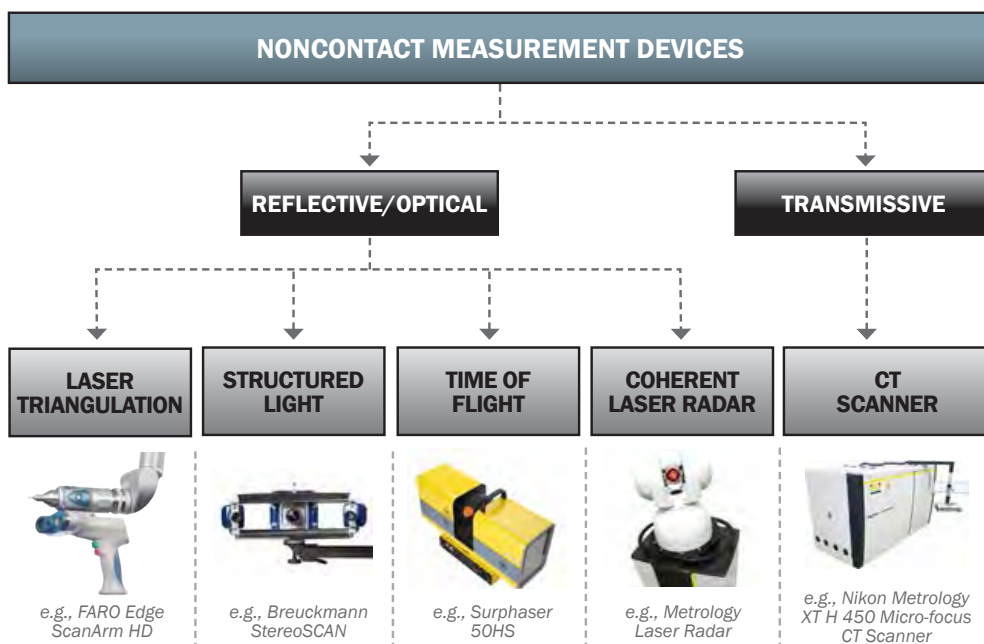 NONCONTACT MEASUREMENT DEVICES
REFLECTIVE/OPTICAL
TRANSMISSIVE
LASER
TRIANGULATION
STRUCTURED
LIGHT
TIME OF
FLIGHT
COHERENT
LASER RADAR
CT
SCANNER
e.g., FARO Edge
ScanArm HD
e.g., Breuckmann
StereoSCAN
e.g., Surphaser
50HS
e.g., Metrology
Laser Radar
e.g., Nikon Metrology
XT H 450 Micro-focus
CT Scanner